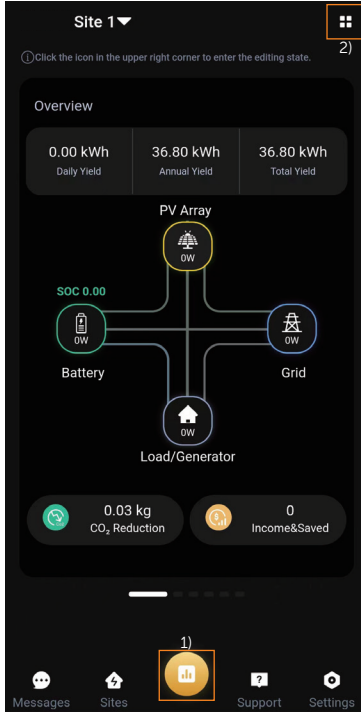 Site 1
2)
Click the icon in the upper right corner to enter the editing state.
Overview
0.00 kWh
Daily Yield
36.80 kWh
Annual Yield
36.80 kWh
Total Yield
PV Array
0W
SOC 0.00
0W
Battery
0W
Grid
0W
Load/Generator
0.03 kg
CO₂ Reduction
0
Income&Saved
1)
Messages
Sites
Support
Settings